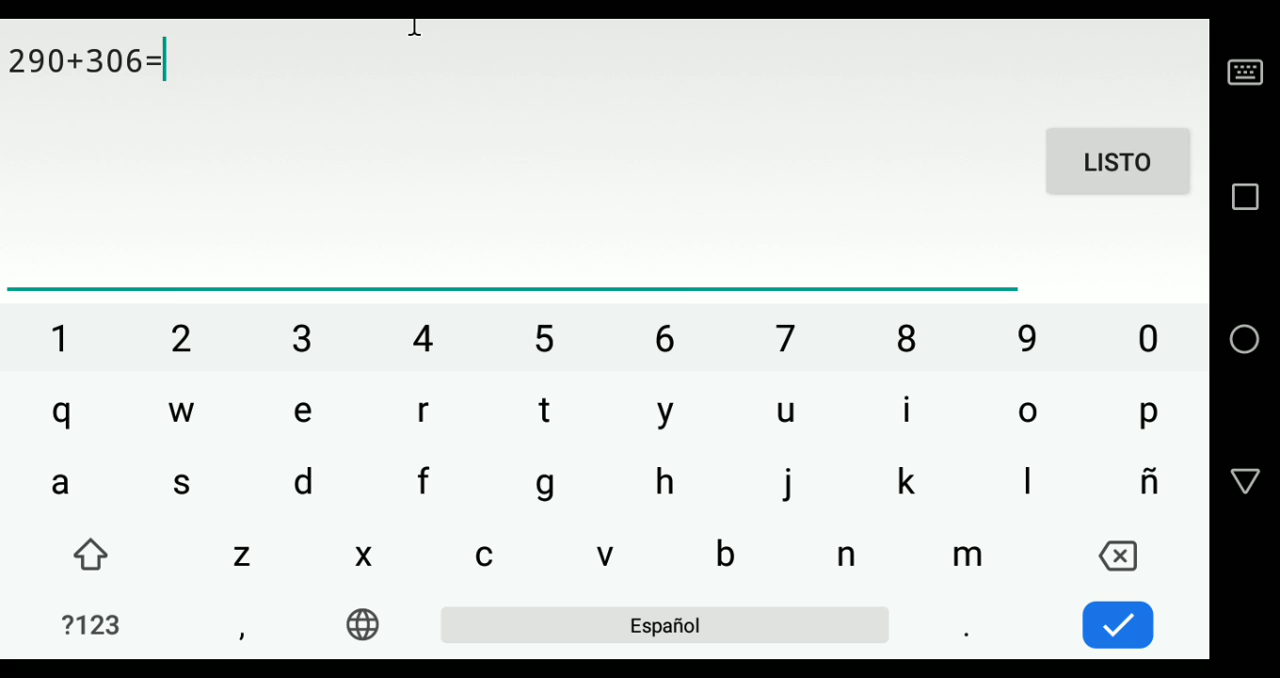 290+306=
LISTO
1 2 3 4 5 6 7 8 9 0
q w e r t y u i o p
a s d f g h j k l ñ
z x c v b n m
?123 , Español .